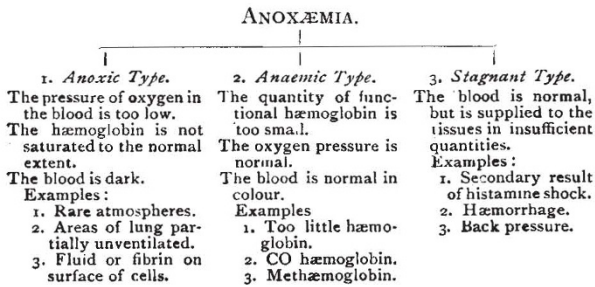 ANOXÆMIA.
1. Anoxic Type.
The pressure of oxygen in
the blood is too low.
The hæmoglobin is not
saturated to the normal
extent.
The blood is dark.
Examples :
1. Rare atmospheres.
2. Areas of lung par-
tially unventilated.
3. Fluid or fibrin on
surface of cells.
2. Anaemic Type.
The quantity of func-
tional hæmoglobin is
too small.
The oxygen pressure is
normal.
The blood is normal in
colour.
Examples
1. Too little hæmo-
globin.
2. CO hæmoglobin.
3. Methæmoglobin.
3. Stagnant Type.
The blood is normal,
but is supplied to the
tissues in insufficient
quantities.
Examples :
1. Secondary result
of histamine shock.
2. Hæmorrhage.
3. Back pressure.